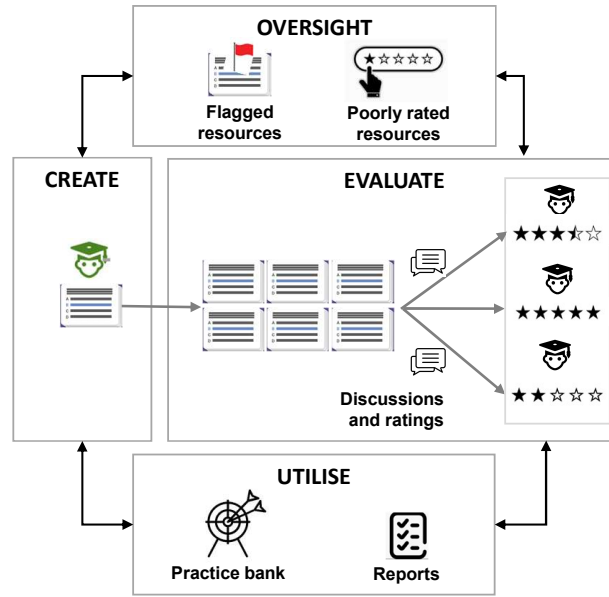 OVERSIGHT
Flagged
resources
Poorly rated
resources
CREATE
EVALUATE
Discussions
and ratings
UTILISE
Practice bank
Reports